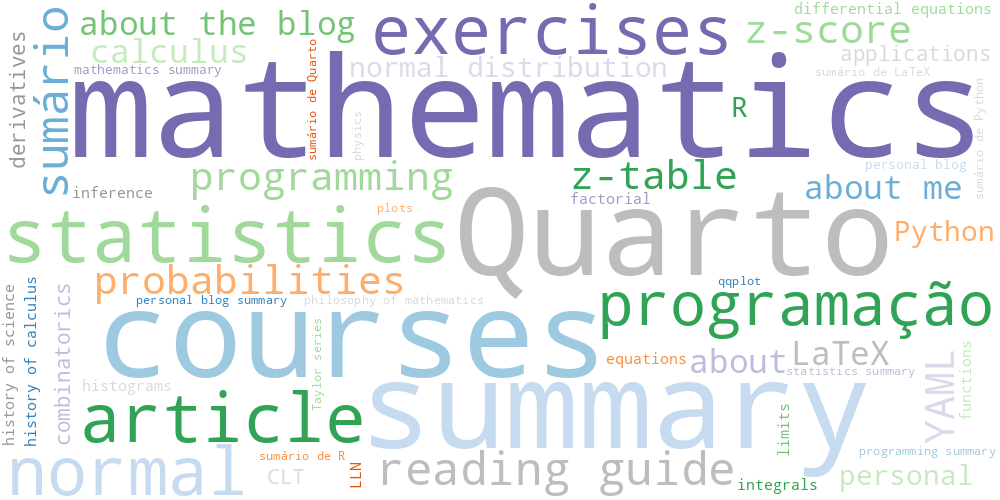 differential equations
about the blog
exercises
z-score
sumário
derivatives
calculus
sumário de Quarto
normal distribution
applications
mathematics summary
sumário de LaTeX
mathematics
R
physics
sumário de Python
personal blog
programming
z-table
about me
inference
factorial
statistics
plots
Quarto
Python
probabilities
qqplot
personal blog summary
philosophy of mathematics
programação
history of science
history of calculus
combinatorics
courses
Taylor series
equations
about
LaTeX
statistics summary
YAML
functions
histograms
summary
article
limits
normal
sumário de R
CLT
LLN
reading guide
programming summary
integrals
personal